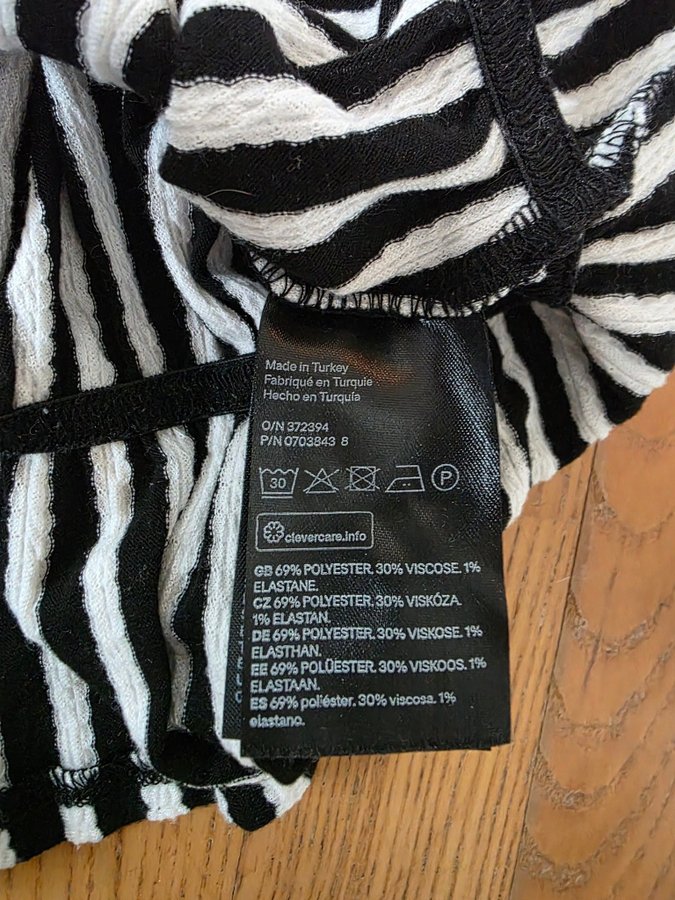 Made in Turkey
Fabriqué en Turquie
Hecho en Turquía
O/N 372394
P/N 0703843 8
30 P
clevercare.info
GB 69% POLYESTER. 30% VISCOSE. 1%
ELASTANE.
CZ 69% POLYESTER. 30% VISKÓZA.
1% ELASTAN.
DE 69% POLYESTER. 30% VISKOSE. 1%
ELASTHAN.
EE 69% POLÜESTER. 30% VISKOOS. 1%
ELASTAAN.
ES 69% poliéster. 30% viscosa. 1%
elastano.